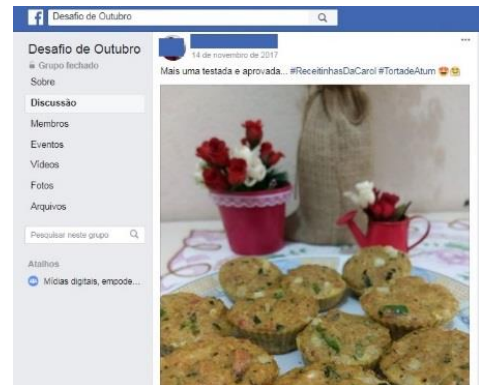 Desafio de Outubro
Desafio de Outubro
Grupo fechado
Sobre
Discussão
Membros
Eventos
Vídeos
Fotos
Arquivos
Pesquisar neste grupo
Atalhos
Mídias digitais, empode...
14 de novembro de 2017
Mais uma testada e aprovada... #ReceitinhasDaCarol #TortadeAtum